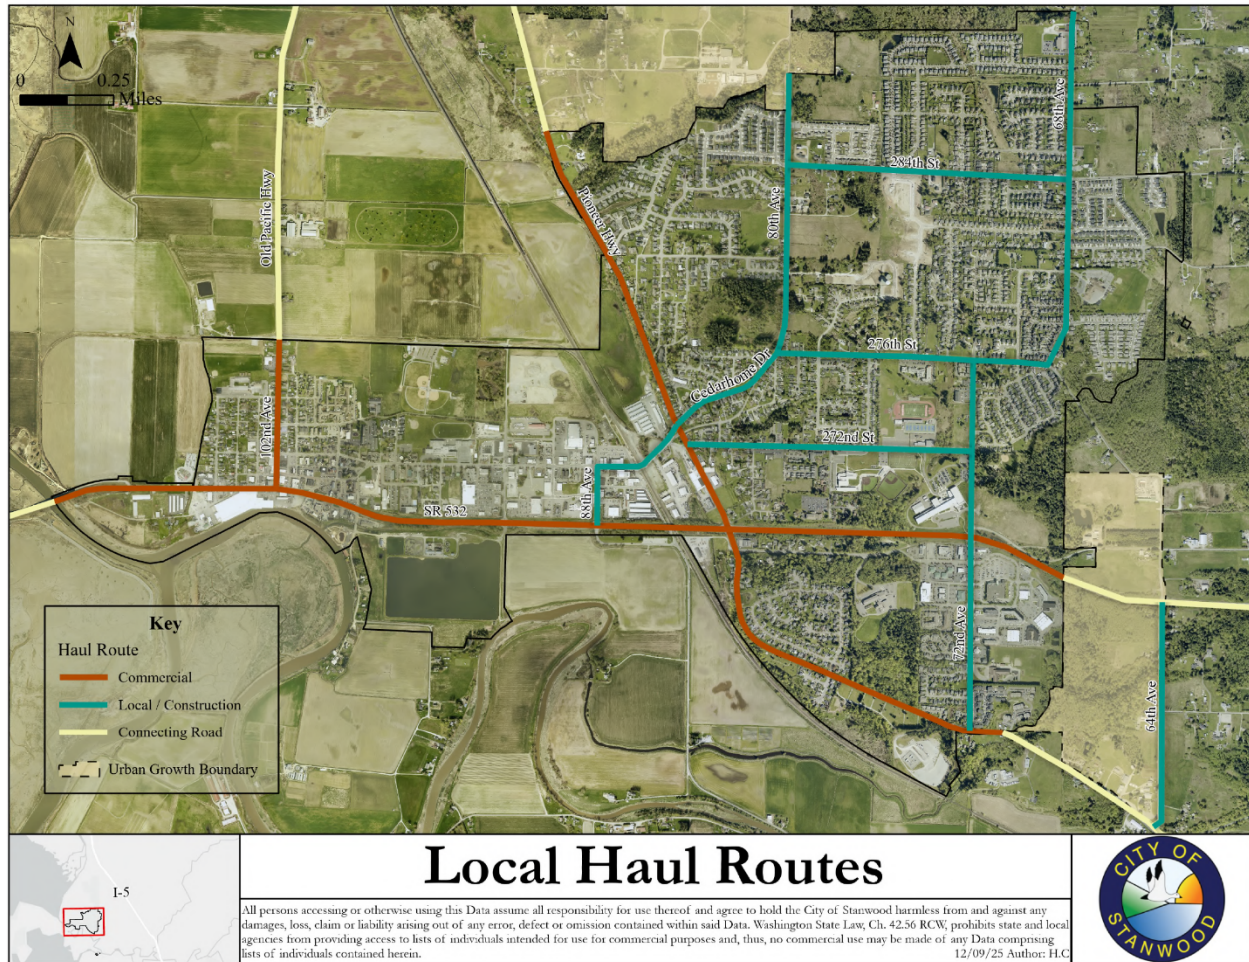 N
0 0.25
Miles
Old Pacific Hwy
Pioneer Hwy
80th Ave
68th Ave
284th St
276th St
Cedarhome Dr
272nd St
102nd Ave
88th Ave
SR 532
72nd Ave
64th Ave
Key
Haul Route
Commercial
Local / Construction
Connecting Road
Urban Growth Boundary
I-5
Local Haul Routes
All persons accessing or otherwise using this Data assume all responsibility for use thereof and agree to hold the City of Stanwood harmless from and against any
damages, loss, claim or liability arising out of any error, defect or omission contained within said Data. Washington State Law, Ch. 42.56 RCW, prohibits state and local
agencies from providing access to lists of individuals intended for use for commercial purposes and, thus, no commercal use may be made of any Data comprising
lists of individuals contained herein.
12/09/25 Author: H.C
CITY OF
STANWOOD